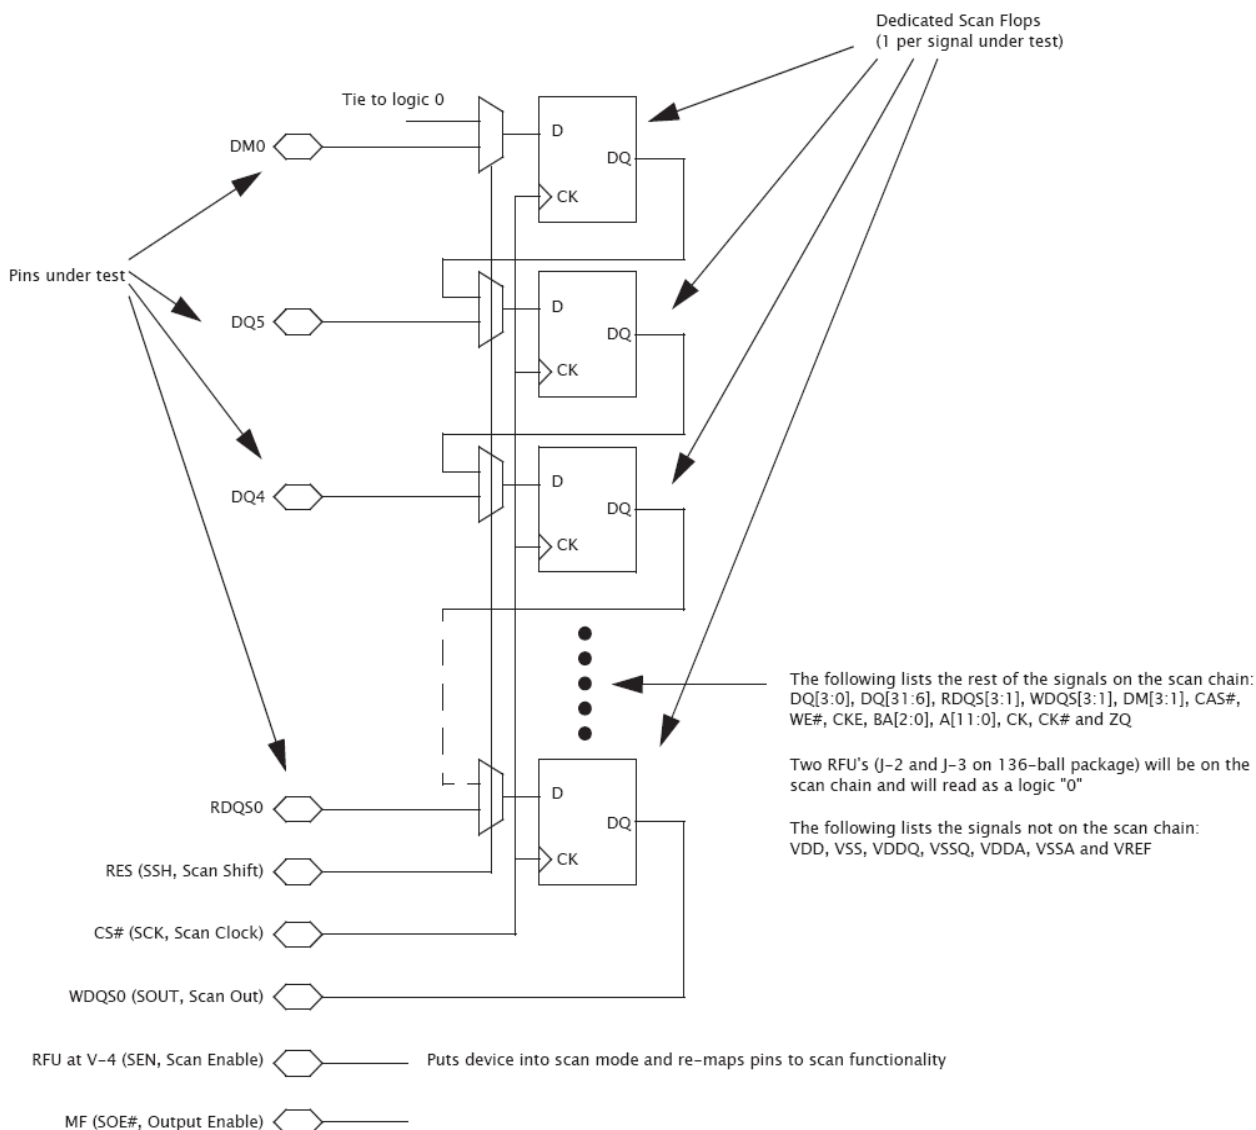 Dedicated Scan Flops
(1 per signal under test)
Tie to logic 0
D
DM0
DQ
CK
Pins under test
D
DQ5
DQ
CK
D
DQ4
DQ
CK
The following lists the rest of the signals on the scan chain:
DQ[3:0], DQ[31:6], RDQS[3:1], WDQS[3:1], DM[3:1], CAS#,
WE#, CKE, BA[2:0], A[11:0], CK, CK# and ZQ
Two RFU's (J-2 and J-3 on 136-ball package) will be on the
scan chain and will read as a logic "0"
The following lists the signals not on the scan chain:
VDD, VSS, VDDQ, VSSQ, VDDA, VSSA and VREF
D
RDQS0
DQ
CK
RES (SSH, Scan Shift)
CS# (SCK, Scan Clock)
WDQS0 (SOUT, Scan Out)
RFU at V-4 (SEN, Scan Enable)
Puts device into scan mode and re-maps pins to scan functionality
MF (SOE#, Output Enable)